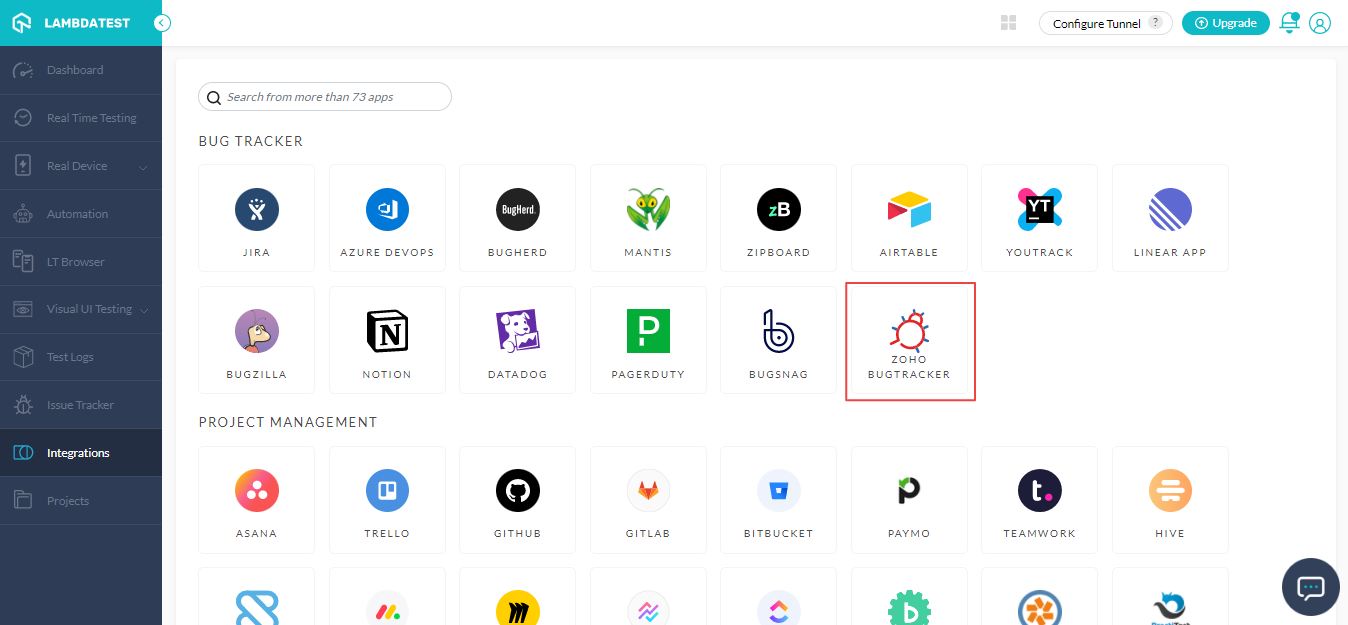 LAMBDATEST
Configure Tunnel ?
Upgrade
Dashboard
Real Time Testing
Real Device
Automation
LT Browser
Visual UI Testing
Test Logs
Issue Tracker
Integrations
Projects
Search from more than 73 apps
BUG TRACKER
BugHerd.
zB
YT
JIRA
AZURE DEVOPS
BUGHERD
MANTIS
ZIPBOARD
AIRTABLE
YOUTRACK
LINEAR APP
N
P
BUGZILLA
NOTION
DATADOG
PAGERDUTY
BUGSNAG
ZOHO
BUGTRACKER
PROJECT MANAGEMENT
t.
ASANA
TRELLO
GITHUB
GITLAB
BITBUCKET
PAYMO
TEAMWORK
HIVE